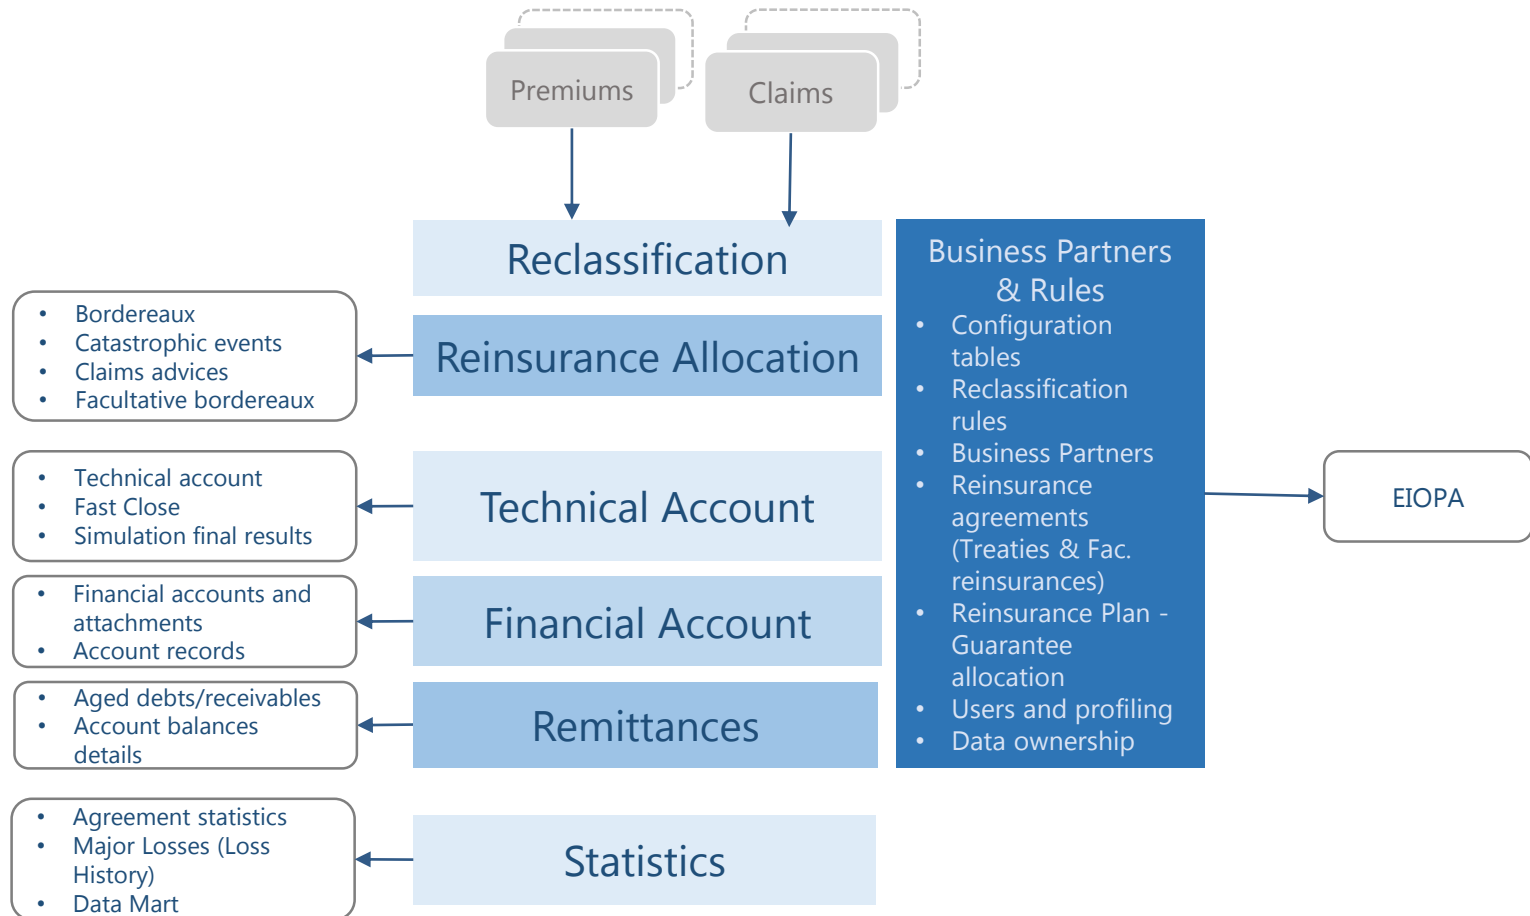 Premiums
Claims
Reclassification
• Bordereaux
• Catastrophic events
• Claims advices
• Facultative bordereaux
Reinsurance Allocation
• Technical account
• Fast Close
• Simulation final results
Technical Account
• Financial accounts and
attachments
• Account records
Financial Account
• Aged debts/receivables
• Account balances
details
Remittances
• Agreement statistics
• Major Losses (Loss
History)
• Data Mart
Statistics
Business Partners
& Rules
• Configuration
tables
• Reclassification
rules
• Business Partners
• Reinsurance
agreements
(Treaties & Fac.
reinsurances)
• Reinsurance Plan -
Guarantee
allocation
• Users and profiling
• Data ownership
EIOPA